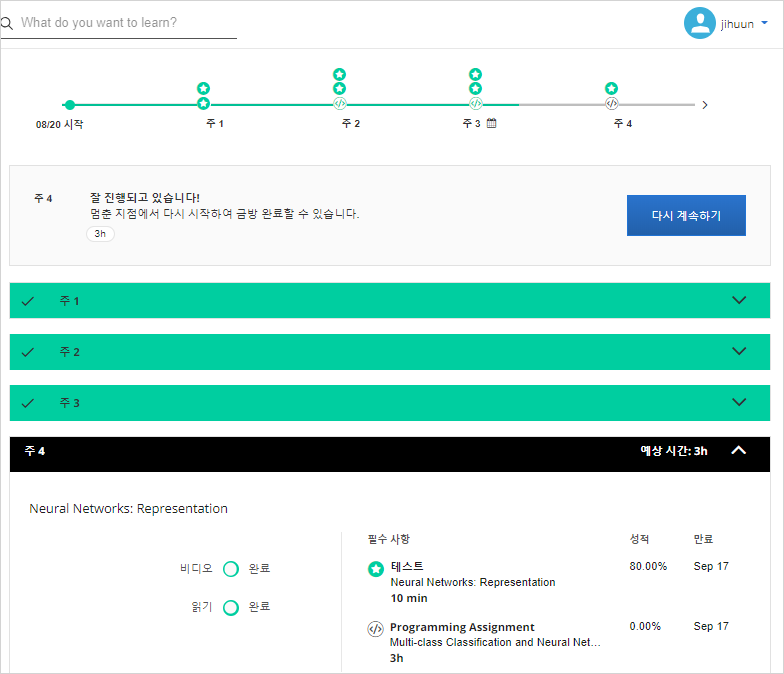 What do you want to learn?
jihuun
08/20 시작
주 1
주 2
주 3
주 4
주 4
잘 진행되고 있습니다!
멈춘 지점에서 다시 시작하여 금방 완료할 수 있습니다.
3h
다시 계속하기
주 1
주 2
주 3
주 4
예상 시간: 3h
Neural Networks: Representation
비디오 완료
읽기 완료
필수 사항 성적 만료
테스트 80.00% Sep 17
Neural Networks: Representation
10 min
Programming Assignment 0.00% Sep 17
Multi-class Classification and Neural Net...
3h